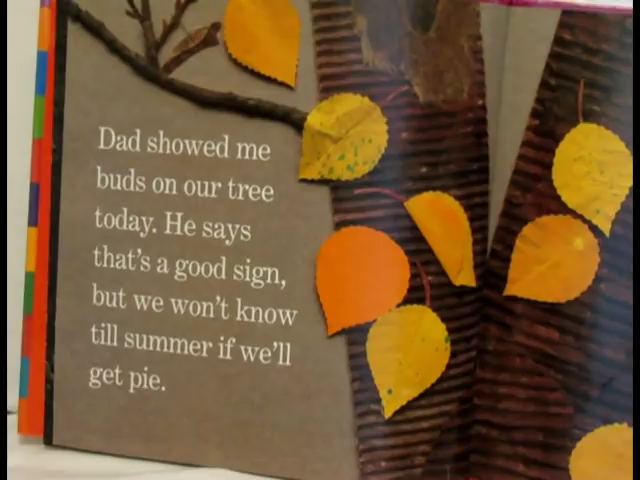 Dad showed me
buds on our tree
today. He says
that's a good sign,
but we won't know
till summer if we'll
get pie.